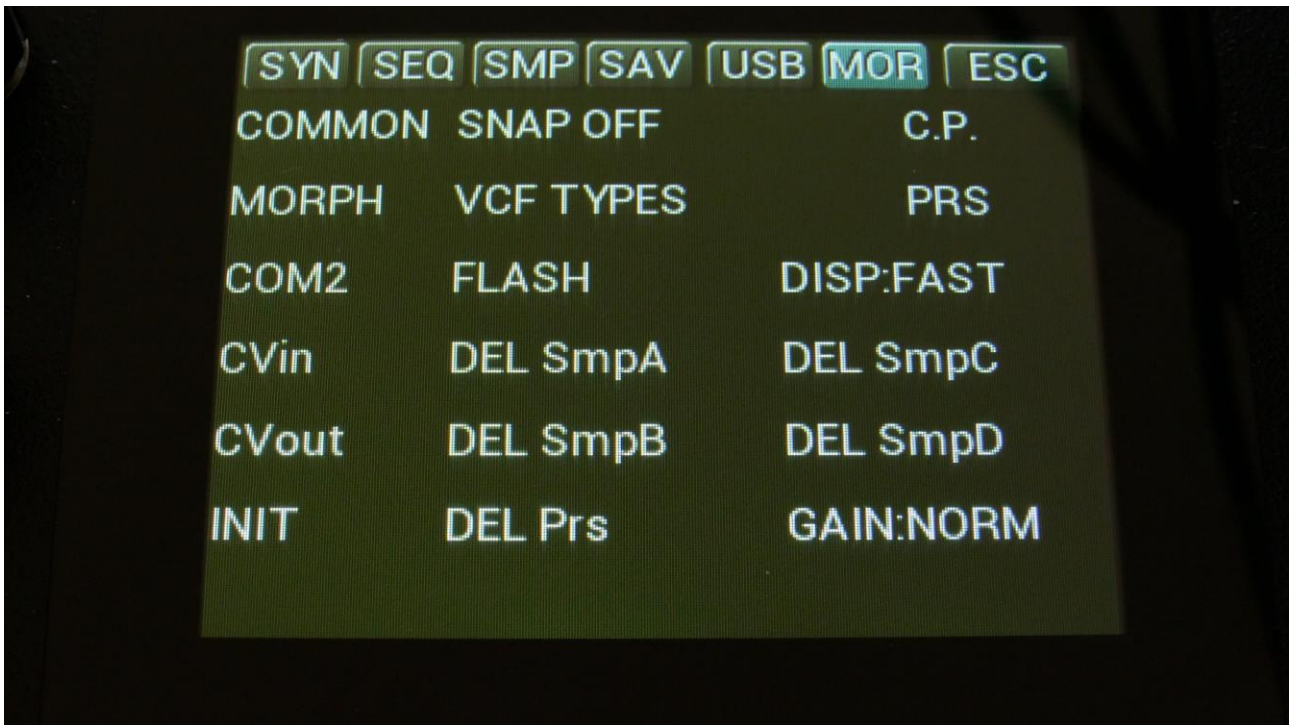 SYN SEQ SMP SAV USB MOR ESC
COMMON SNAP OFF C.P.
MORPH VCF TYPES PRS
COM2 FLASH DISP:FAST
CVin DEL SmpA DEL SmpC
CVout DEL SmpB DEL SmpD
INIT DEL Prs GAIN:NORM